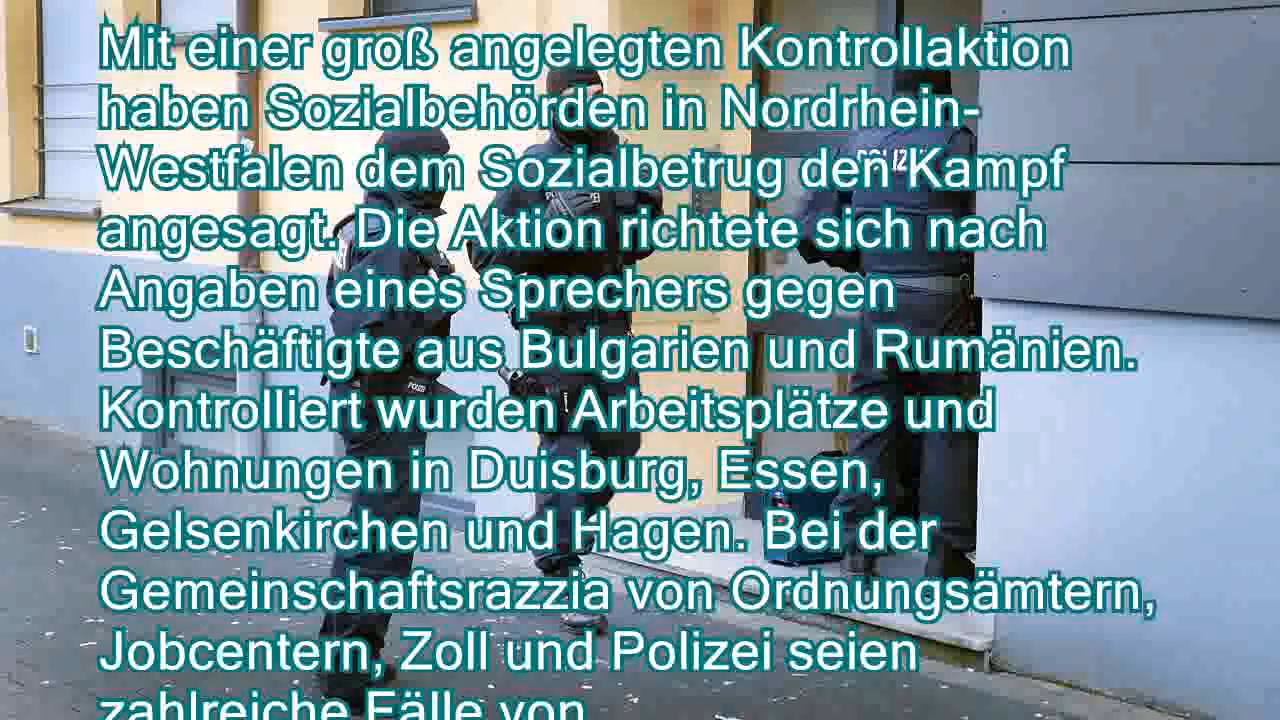 Mit einer groß angelegten Kontrollaktion
haben Sozialbehörden in Nordrhein-
Westfalen dem Sozialbetrug den Kampf
angesagt. Die Aktion richtete sich nach
Angaben eines Sprechers gegen
Beschäftigte aus Bulgarien und Rumänien.
Kontrolliert wurden Arbeitsplätze und
Wohnungen in Duisburg, Essen,
Gelsenkirchen und Hagen. Bei der
Gemeinschaftsrazzia von Ordnungsämtern,
Jobcentern, Zoll und Polizei seien
zahlreiche Fälle von
POLIZEI